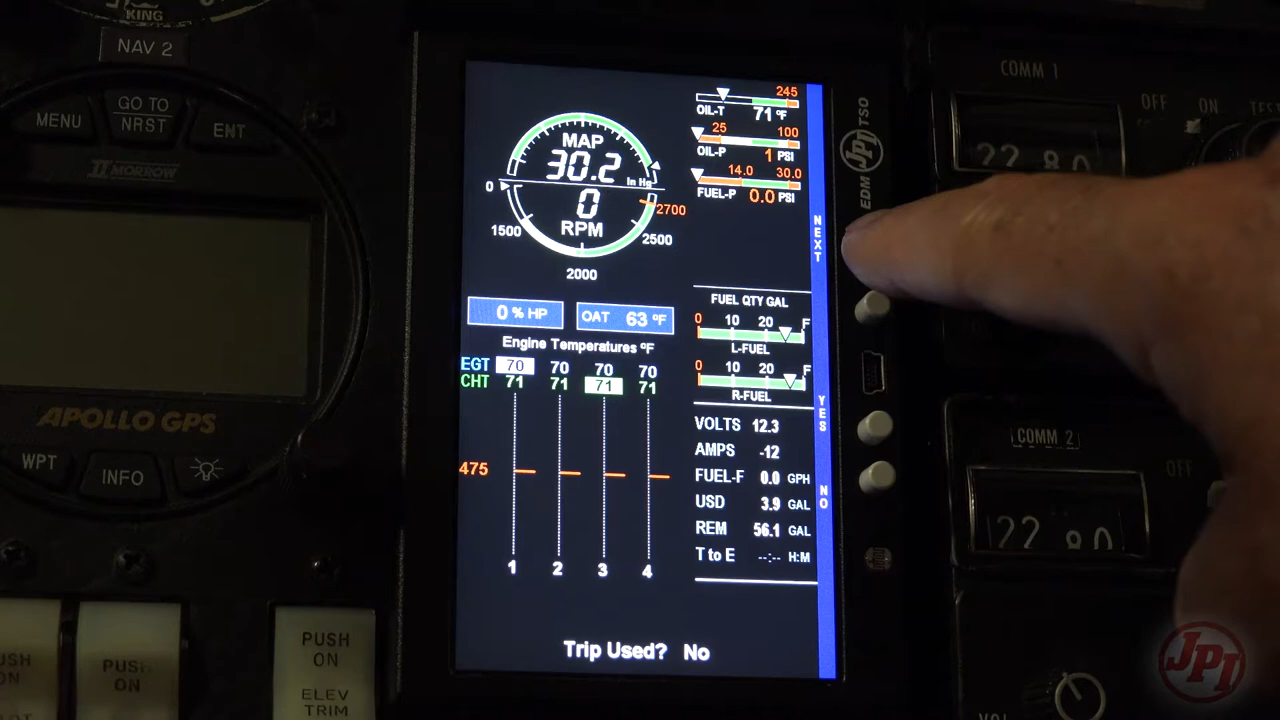 KING
NAV 2
MENU
GO TO
NRST
ENT
II MORROW
APOLLO GPS
WPT
INFO
PUSH
ON
PUSH
ON
ELEV
TRIM
MAP
30.2
In Hg
0
0
RPM
2700
1500
2500
2000
245
OIL-T
71 ºF
25
100
OIL-P
1 PSI
14.0
30.0
FUEL-P
0.0 PSI
0 % HP
OAT 63 ºF
FUEL QTY GAL
0 10 20 F
L-FUEL
0 10 20 F
R-FUEL
Engine Temperatures ºF
EGT 70 70 70 70
CHT 71 71 71 71
475
1 2 3 4
VOLTS 12.3
AMPS -12
FUEL-F 0.0 GPH
USD 3.9 GAL
REM 56.1 GAL
T to E --:-- H:M
Trip Used? No
NEXT
YES
NO
EDM JPI TSO
COMM 1
OFF
ON
TEST
22 80
COMM 2
OFF
22 80
JPI